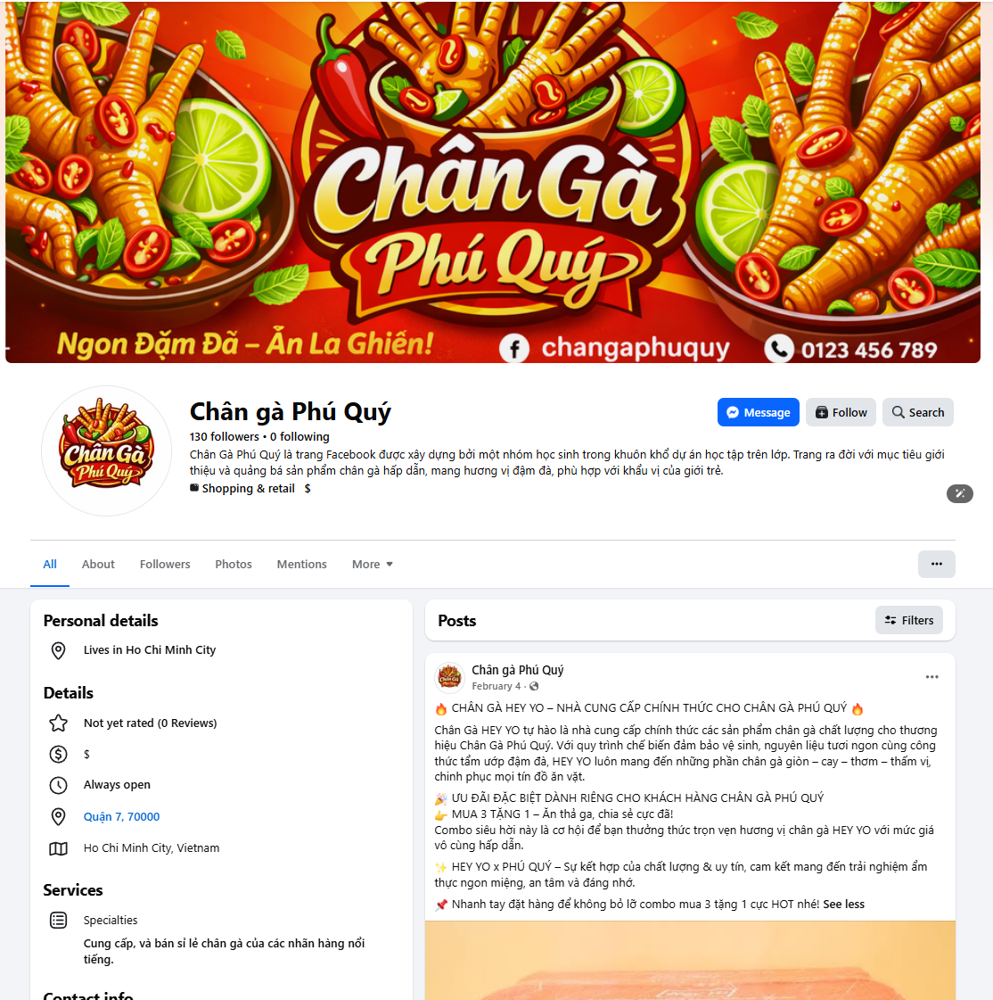 Chân Gà
Phú Quý
Ngon Đặm Đã – Ăn La Ghiền!
changaphuquy
0123 456 789
Chân Gà
Phú Quý
Chân gà Phú Quý
130 followers • 0 following
Chân Gà Phú Quý là trang Facebook được xây dựng bởi một nhóm học sinh trong khuôn khổ dự án học tập trên lớp. Trang ra đời với mục tiêu giới
thiệu và quảng bá sản phẩm chân gà hấp dẫn, mang hương vị đậm đà, phù hợp với khẩu vị của giới trẻ.
Shopping & retail $
Message
Follow
Search
All
About
Followers
Photos
Mentions
More
Personal details
Lives in Ho Chi Minh City
Details
Not yet rated (0 Reviews)
$
Always open
Quận 7, 70000
Ho Chi Minh City, Vietnam
Services
Specialties
Cung cấp, và bán sỉ lẻ chân gà của các nhãn hàng nổi
tiếng.
Contact info
Posts
Filters
Chân gà Phú Quý
February 4 ·
🔥 CHÂN GÀ HEY YO – NHÀ CUNG CẤP CHÍNH THỨC CHO CHÂN GÀ PHÚ QUÝ 🔥
Chân Gà HEY YO tự hào là nhà cung cấp chính thức các sản phẩm chân gà chất lượng cho thương
hiệu Chân Gà Phú Quý. Với quy trình chế biến đảm bảo vệ sinh, nguyên liệu tươi ngon cùng công
thức tẩm ướp đậm đà, HEY YO luôn mang đến những phần chân gà giòn – cay – thơm – thấm vị,
chinh phục mọi tín đồ ăn vặt.
🎉 ƯU ĐÃI ĐẶC BIỆT DÀNH RIÊNG CHO KHÁCH HÀNG CHÂN GÀ PHÚ QUÝ
👉 MUA 3 TẶNG 1 – Ăn thả ga, chia sẻ cực đã!
Combo siêu hời này là cơ hội để bạn thưởng thức trọn vẹn hương vị chân gà HEY YO với mức giá
vô cùng hấp dẫn.
✨ HEY YO x PHÚ QUÝ – Sự kết hợp của chất lượng & uy tín, cam kết mang đến trải nghiệm ẩm
thực ngon miệng, an tâm và đáng nhớ.
📌 Nhanh tay đặt hàng để không bỏ lỡ combo mua 3 tặng 1 cực HOT nhé! See less